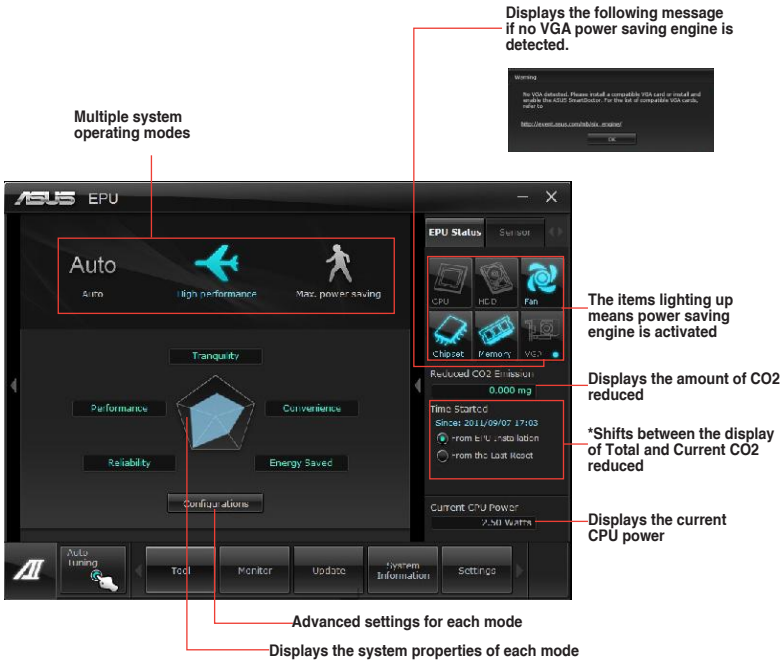 Displays the following message
if no VGA power saving engine is
detected.
Warning
No VGA detected. Please install a compatible VGA card or install and
enable the ASUS SmartDoctor. For the list of compatible VGA cards,
refer to
http://event.asus.com/mb/six_engine/
OK
Multiple system
operating modes
ASUS EPU
Auto
Auto
High performance
Max. power saving
EPU Status
Sensor
CPU
HDD
Fan
Chipset
Memory
VGA
The items lighting up
means power saving
engine is activated
Tranquility
Performance
Convenience
Reliability
Energy Saved
Configurations
Reduced CO2 Emission
0.000 mg
Displays the amount of CO2
reduced
Time Started
Since: 2011/09/07 17:03
From EPU Installation
From the Last Reset
*Shifts between the display
of Total and Current CO2
reduced
Current CPU Power
2.50 Watts
Displays the current
CPU power
AII
Auto
Tuning
Tool
Monitor
Update
System
Information
Settings
Advanced settings for each mode
Displays the system properties of each mode